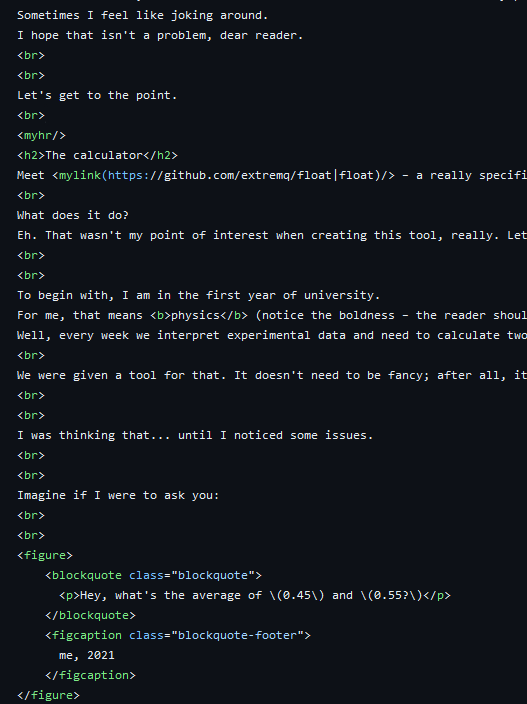 Sometimes I feel like joking around.
I hope that isn't a problem, dear reader.
<br>
<br>
Let's get to the point.
<br>
<myhr/>
<h2>The calculator</h2>
Meet <mylink(https://github.com/extremq/float|float)/> – a really specifi
<br>
What does it do?
Eh. That wasn't my point of interest when creating this tool, really. Let
<br>
<br>
To begin with, I am in the first year of university.
For me, that means <b>physics</b> (notice the boldness – the reader shoul
Well, every week we interpret experimental data and need to calculate two
<br>
We were given a tool for that. It doesn't need to be fancy; after all, it
<br>
<br>
I was thinking that... until I noticed some issues.
<br>
<br>
Imagine if I were to ask you:
<br>
<br>
<figure>
    <blockquote class="blockquote">
      <p>Hey, what's the average of \(0.45\) and \(0.55?\)</p>
    </blockquote>
    <figcaption class="blockquote-footer">
      me, 2021
    </figcaption>
</figure>